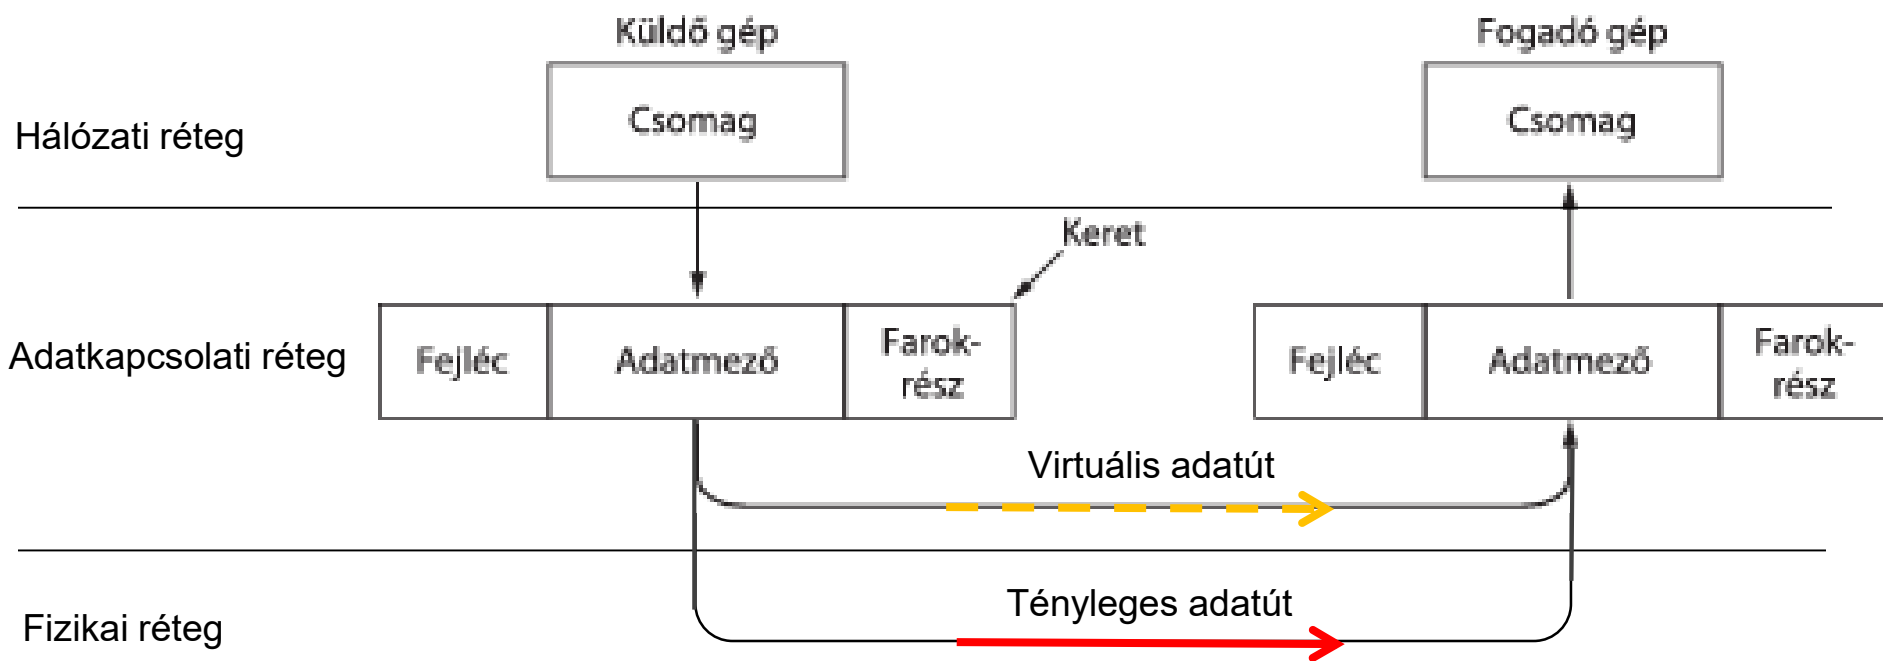 Küldő gép
Fogadó gép
Hálózati réteg
Csomag
Csomag
Keret
Adatkapcsolati réteg
Fejléc
Adatmező
Farok-
rész
Fejléc
Adatmező
Farok-
rész
Virtuális adatút
Tényleges adatút
Fizikai réteg